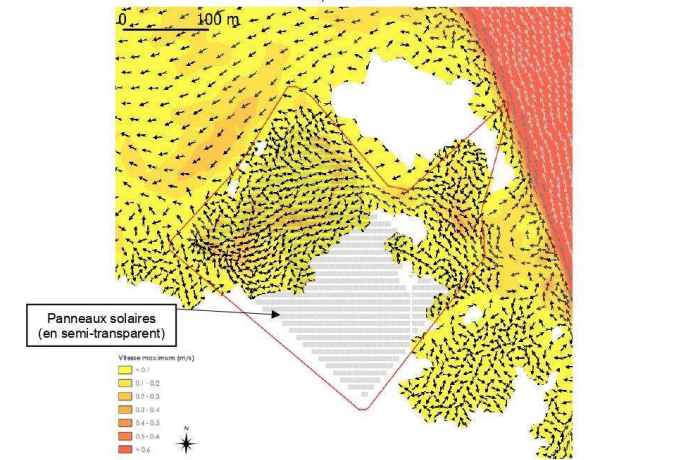 0 100 m
Panneaux solaires
(en semi-transparent)
Vitesse maximum (m/s)
< 0.1
0.1 - 0.2
0.2 - 0.3
0.3 - 0.4
0.4 - 0.5
0.5 - 0.6
> 0.6
N